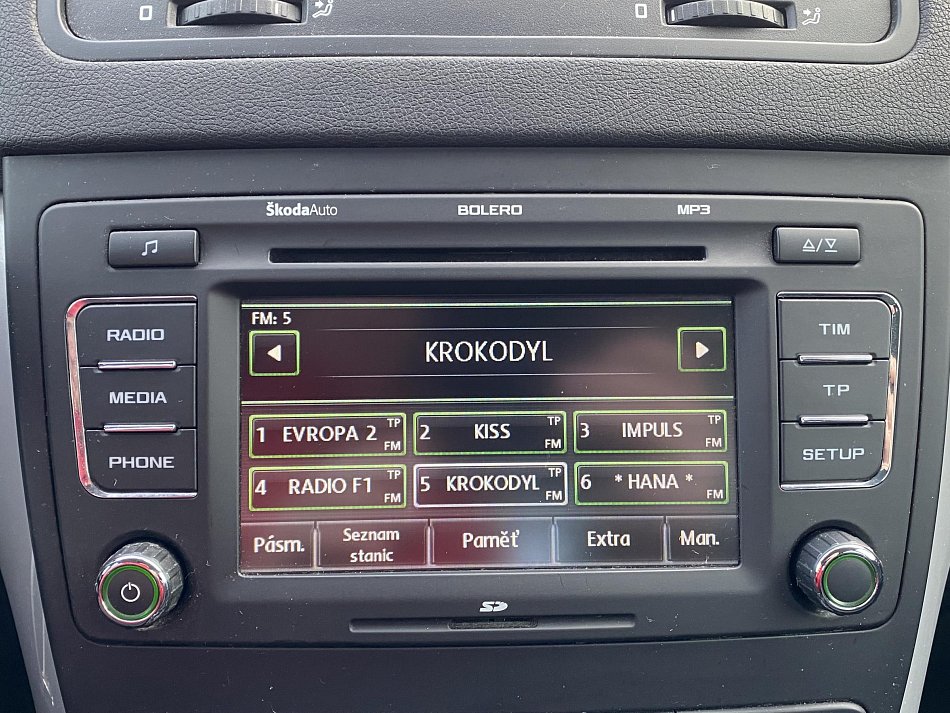 ŠkodaAuto BOLERO MP3
RADIO
MEDIA
PHONE
TIM
TP
SETUP
FM: 5
KROKODYL
1 EVROPA 2 TP FM
2 KISS TP FM
3 IMPULS TP FM
4 RADIO F1 TP FM
5 KROKODYL TP FM
6 * HANA * FM
Pásm.
Seznam
stanic
Paměť
Extra
Man.
SD